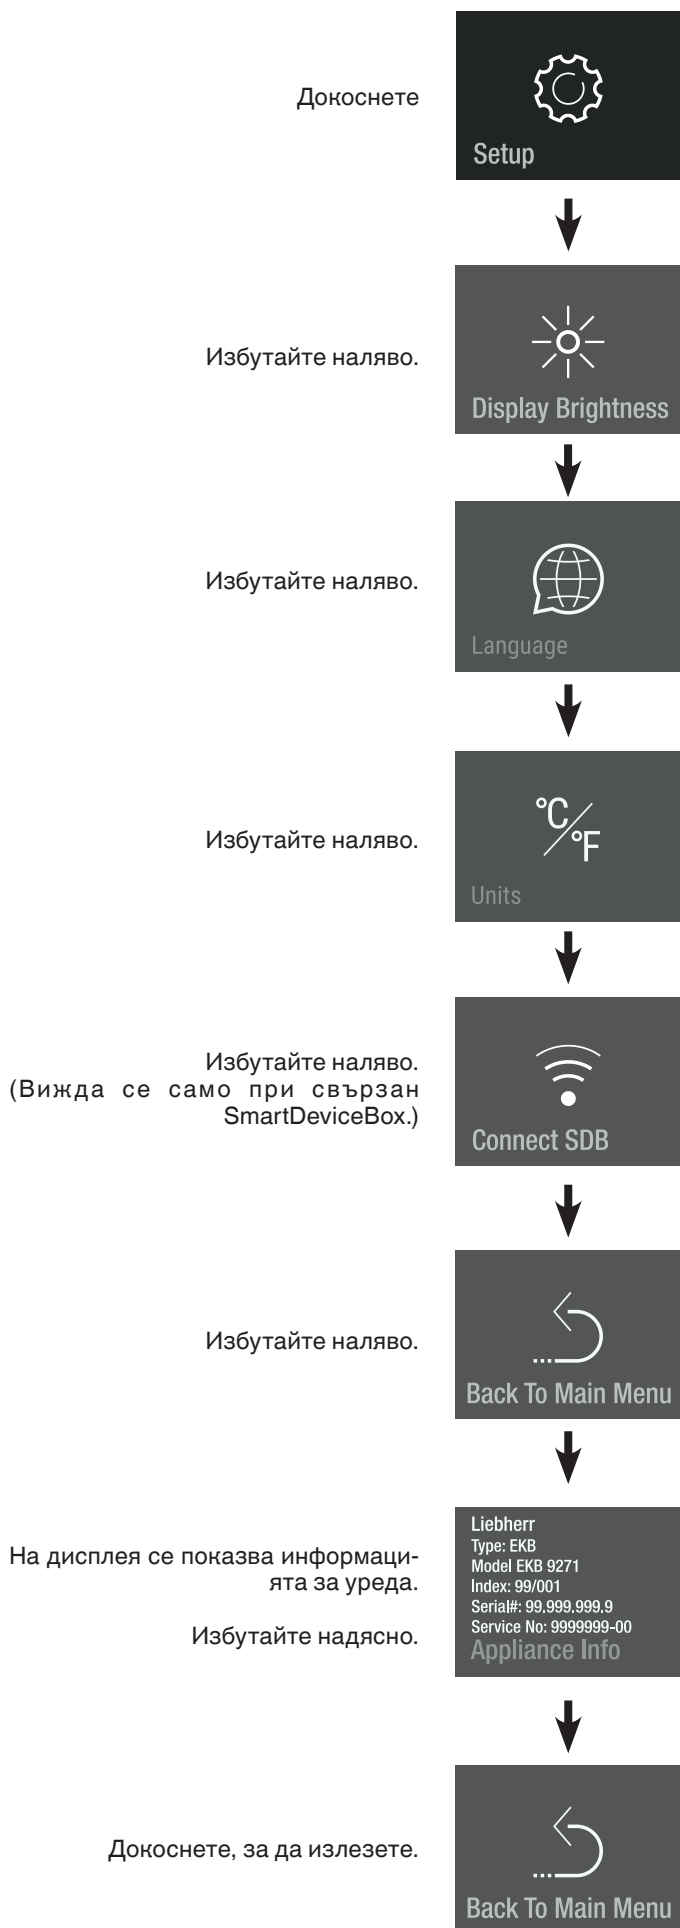 Докоснете
Setup
Избутайте наляво.
Display Brightness
Избутайте наляво.
Language
Избутайте наляво.
°C/°F
Units
Избутайте наляво.
(Вижда се само при свързан
SmartDeviceBox.)
Connect SDB
Избутайте наляво.
Back To Main Menu
На дисплея се показва информаци-
ята за уреда.
Избутайте надясно.
Liebherr
Type: EKB
Model EKB 9271
Index: 99/001
Serial#: 99.999.999.9
Service No: 9999999-00
Appliance Info
Докоснете, за да излезете.
Back To Main Menu